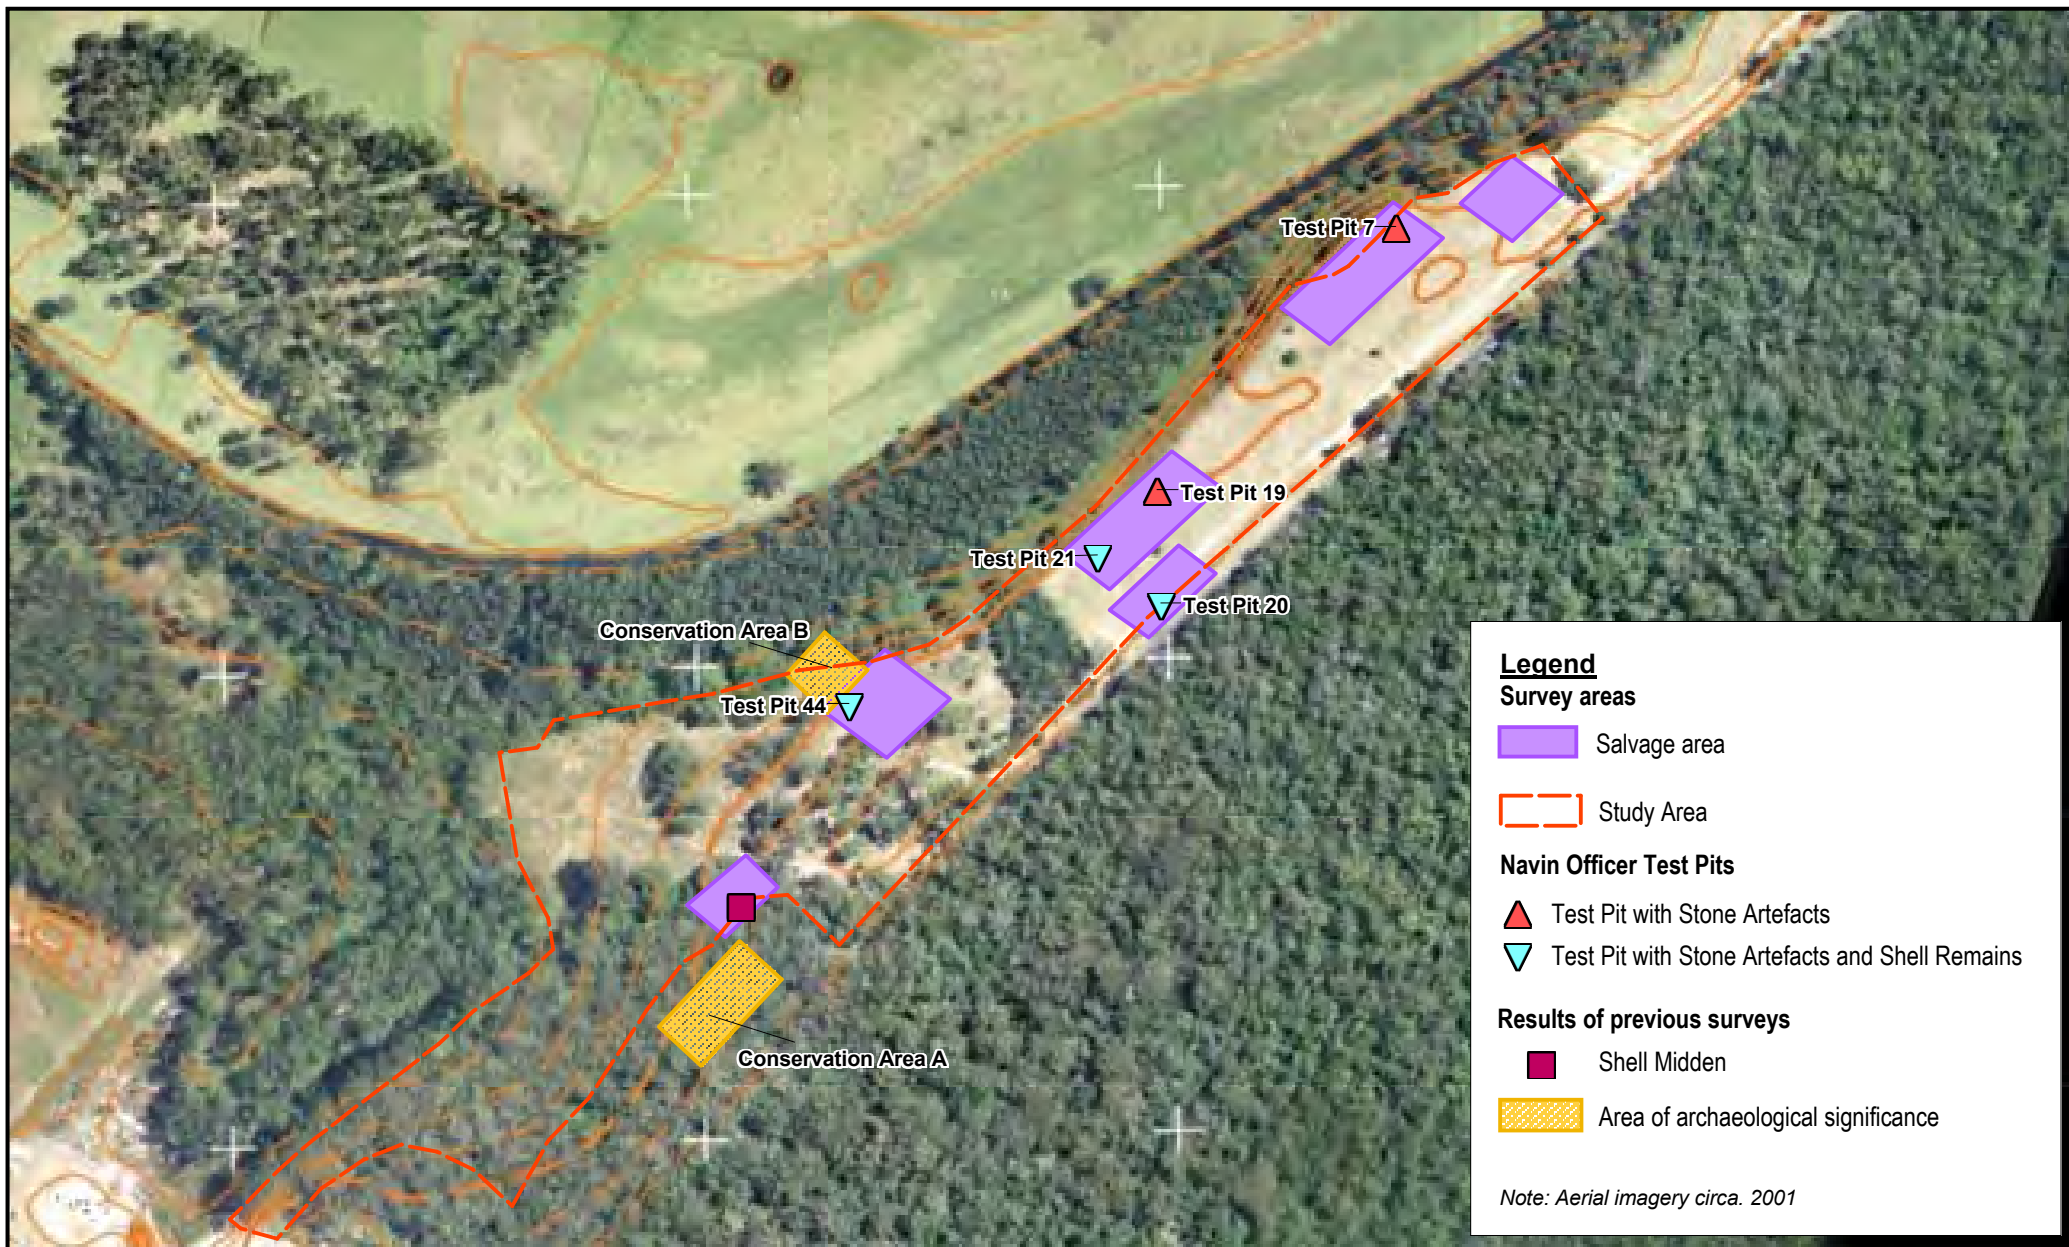 Test Pit 7
Test Pit 19
Test Pit 21
Test Pit 20
Conservation Area B
Test Pit 44
Conservation Area A
Legend
Survey areas
Salvage area
Study Area
Navin Officer Test Pits
Test Pit with Stone Artefacts
Test Pit with Stone Artefacts and Shell Remains
Results of previous surveys
Shell Midden
Area of archaeological significance
Note: Aerial imagery circa. 2001